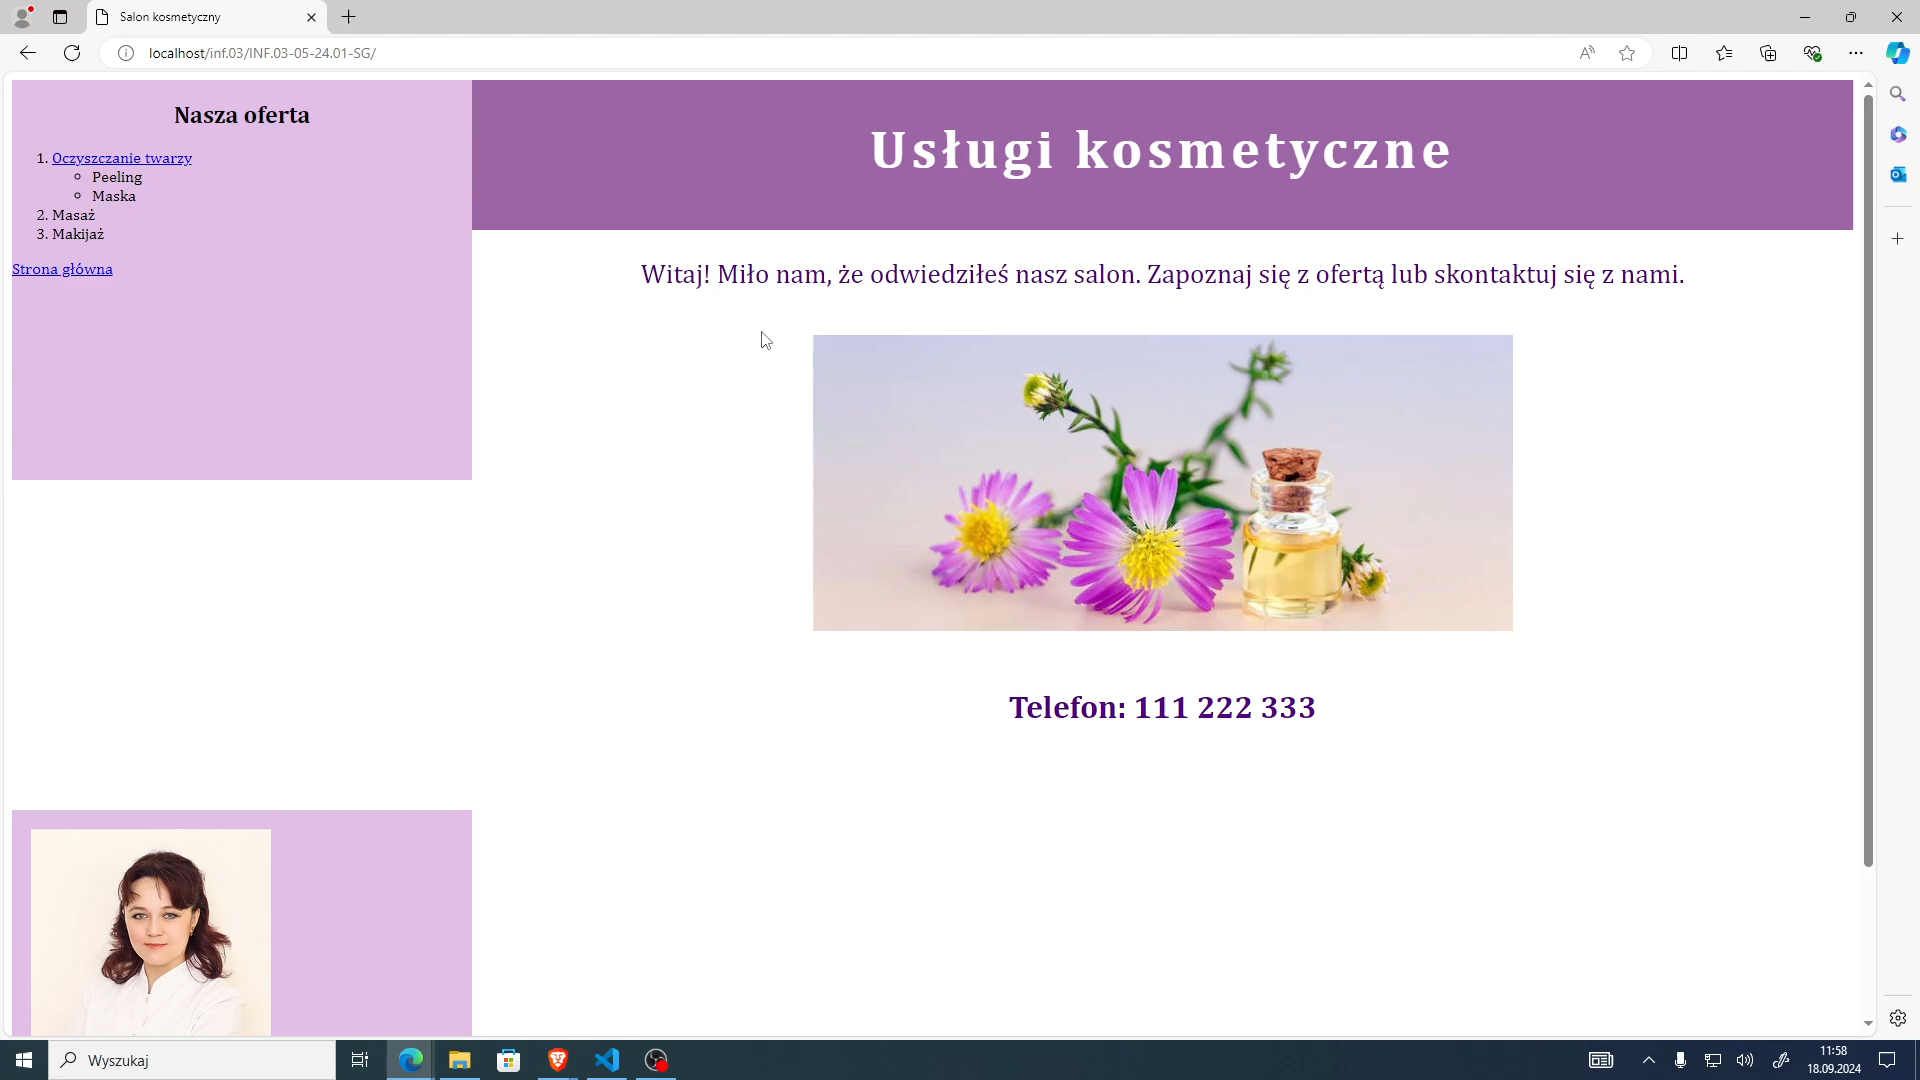 Salon kosmetyczny
localhost/inf.03/INF.03-05-24.01-SG/
Nasza oferta
1. Oczyszczanie twarzy
Peeling
Maska
2. Masaż
3. Makijaż
Strona główna
Usługi kosmetyczne
Witaj! Miło nam, że odwiedziłeś nasz salon. Zapoznaj się z ofertą lub skontaktuj się z nami.
Telefon: 111 222 333
Wyszukaj
11:58
18.09.2024